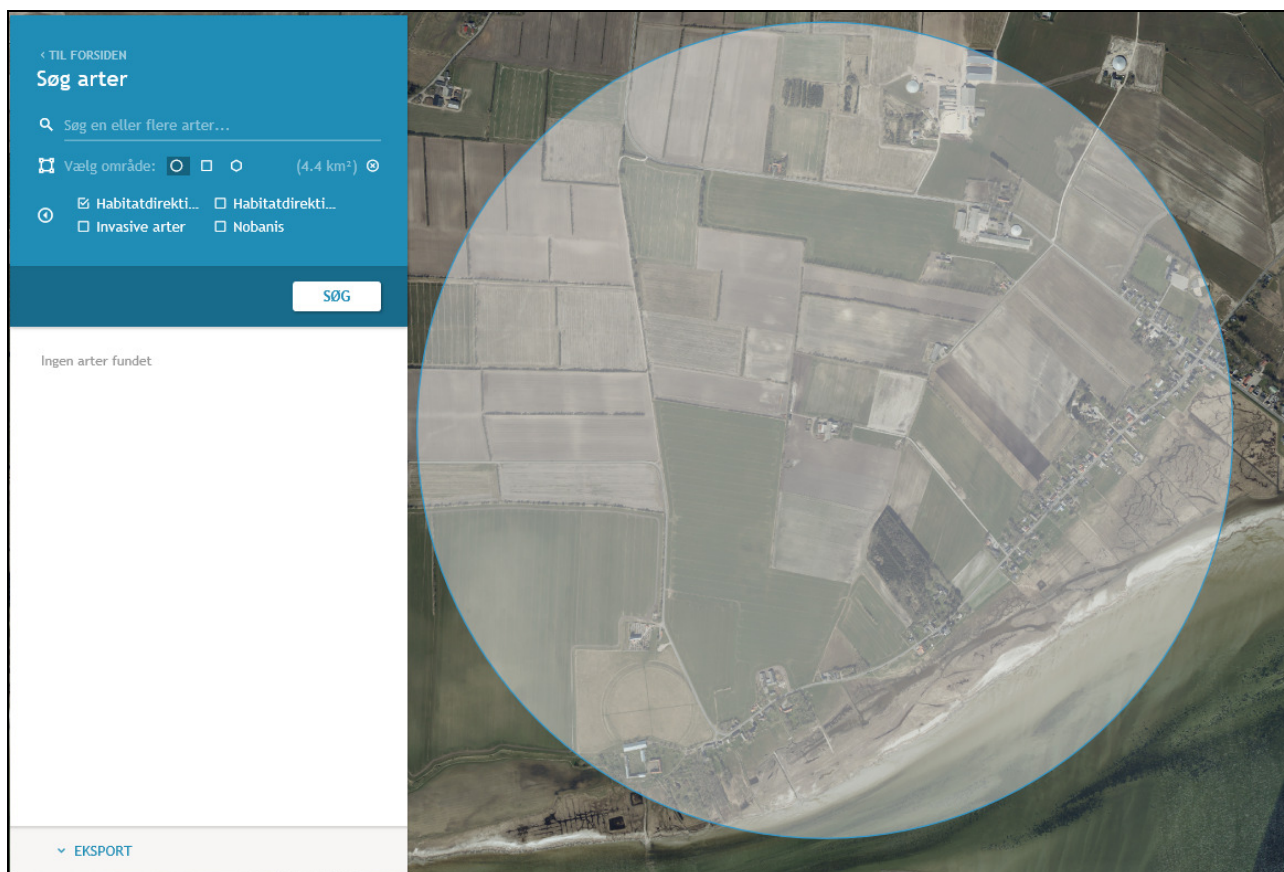 ‹ TIL FORSIDEN
Søg arter
Søg en eller flere arter...
Vælg område: (4.4 km²)
Habitatdirekti... Habitatdirekti...
Invasive arter Nobanis
SØG
Ingen arter fundet
EKSPORT